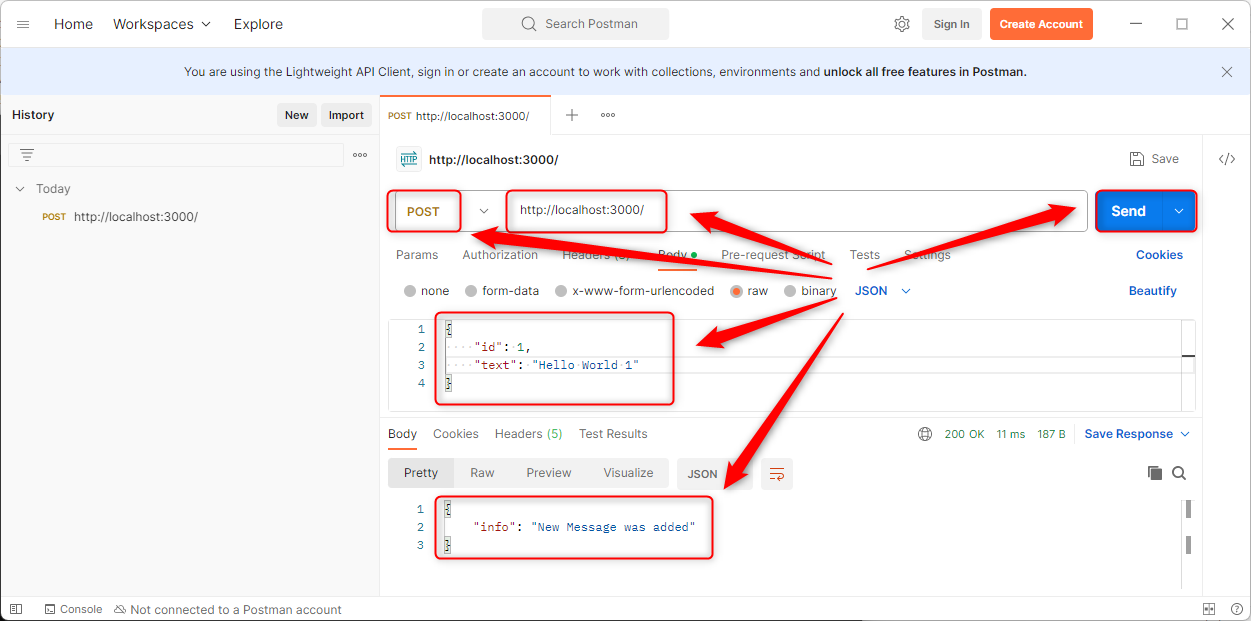 Home Workspaces Explore Search Postman Sign In Create Account
You are using the Lightweight API Client, sign in or create an account to work with collections, environments and unlock all free features in Postman.
History New Import POST http://localhost:3000/
HTTP http://localhost:3000/ Save </>
Today
POST http://localhost:3000/
POST http://localhost:3000/ Send
Params Authorization Headers (8) Body Pre-request Script Tests Settings Cookies
none form-data x-www-form-urlencoded raw binary JSON Beautify
1 {
2 "id": 1,
3 "text": "Hello World 1"
4 }
Body Cookies Headers (5) Test Results 200 OK 11 ms 187 B Save Response
Pretty Raw Preview Visualize JSON
1 {
2 "info": "New Message was added"
3 }
Console Not connected to a Postman account